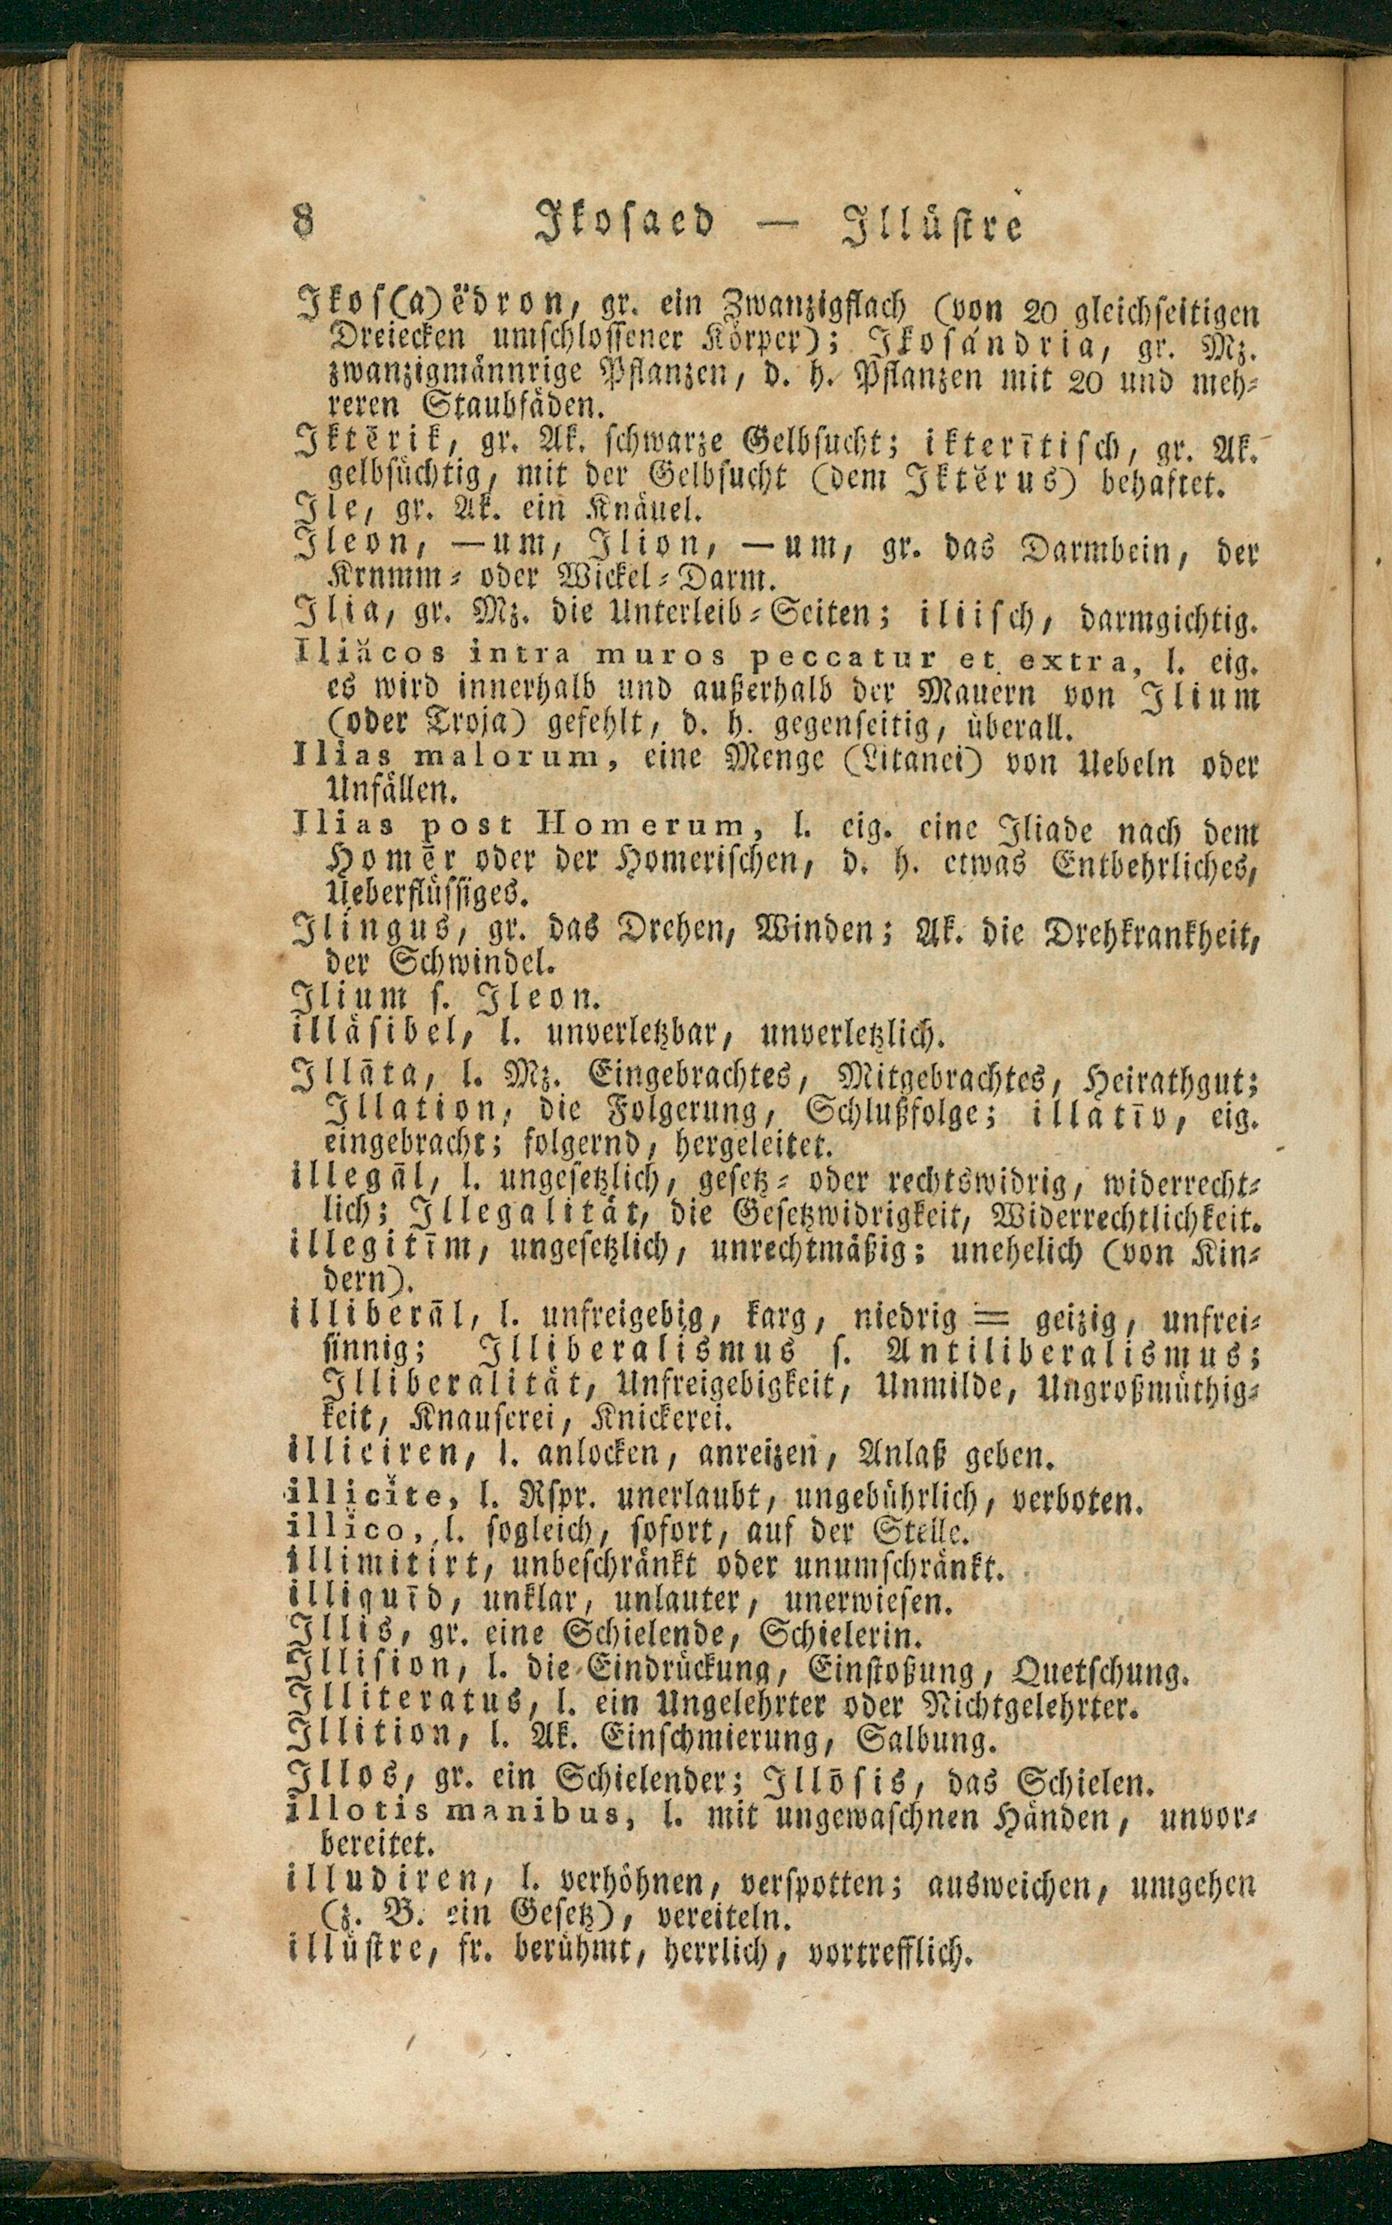 8 Ikosaed — Illüstre
Ikos(a)ëdron, gr. ein Zwanzigflach (von 20 gleichseitigen
Dreiecken umschlossener Körper); Ikosándria, gr. Mz.
zwanzigmännrige Pflanzen, d. h. Pflanzen mit 20 und meh-
reren Staubfäden.
Iktĕrik, gr. Ak. schwarze Gelbsucht; ikterītisch, gr. Ak.
gelbsüchtig, mit der Gelbsucht (dem Iktĕrus) behaftet.
Ile, gr. Ak. ein Knäuel.
Ileon, —um, Ilion, —um, gr. das Darmbein, der
Krnmm- oder Wickel-Darm.
Ilia, gr. Mz. die Unterleib-Seiten; iliisch, darmgichtig.
Iliăcos intra muros peccatur et extra, l. eig.
es wird innerhalb und außerhalb der Mauern von Ilium
(oder Troja) gefehlt, d. h. gegenseitig, überall.
Ilias malorum, eine Menge (Litanei) von Uebeln oder
Unfällen.
Ilias post Homerum, l. eig. eine Iliade nach dem
Homēr oder der Homerischen, d. h. etwas Entbehrliches,
Ueberflüssiges.
Ilíngus, gr. das Drehen, Winden; Ak. die Drehkrankheit,
der Schwindel.
Ilium s. Ileon.
illäsibel, l. unverletzbar, unverletzlich.
Illāta, l. Mz. Eingebrachtes, Mitgebrachtes, Heirathgut;
Illation, die Folgerung, Schlußfolge; illatīv, eig.
eingebracht; folgernd, hergeleitet.
illegāl, l. ungesetzlich, gesetz- oder rechtswidrig, widerrecht-
lich; Illegalität, die Gesetzwidrigkeit, Widerrechtlichkeit.
illegitīm, ungesetzlich, unrechtmäßig; unehelich (von Kin-
dern).
illiberāl, l. unfreigebig, karg, niedrig = geizig, unfrei-
sinnig; Illiberalismus s. Antiliberalismus;
Illiberalität, Unfreigebigkeit, Unmilde, Ungroßmüthig-
keit, Knauserei, Knickerei.
illiciren, l. anlocken, anreizen, Anlaß geben.
illicĭte, l. Rspr. unerlaubt, ungebührlich, verboten.
illĭco, l. sogleich, sofort, auf der Stelle.
illimitirt, unbeschränkt oder unumschränkt.
illiquīd, unklar, unlauter, unerwiesen.
Illis, gr. eine Schielende, Schielerin.
Illision, l. die Eindrückung, Einstoßung, Quetschung.
Illiteratus, l. ein Ungelehrter oder Nichtgelehrter.
Illition, l. Ak. Einschmierung, Salbung.
Illos, gr. ein Schielender; Illōsis, das Schielen.
illotis manibus, l. mit ungewaschnen Händen, unvor-
bereitet.
illudiren, l. verhöhnen, verspotten; ausweichen, umgehen
(z. B. ein Gesetz), vereiteln.
illüstre, fr. berühmt, herrlich, vortrefflich.